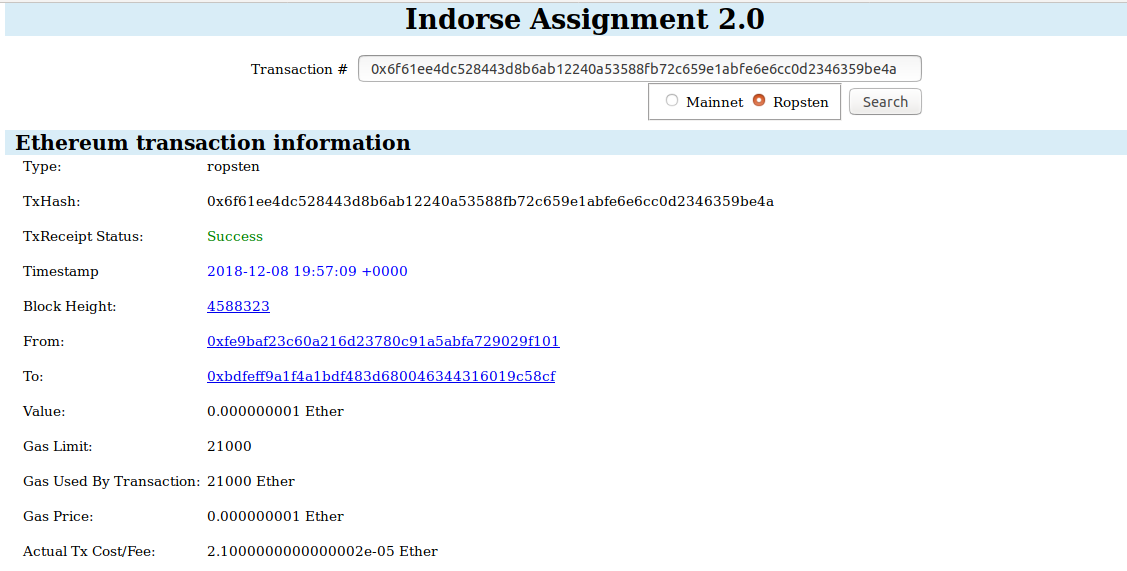 Indorse Assignment 2.0
Transaction # 0x6f61ee4dc528443d8b6ab12240a53588fb72c659e1abfe6e6cc0d2346359be4a
Mainnet Ropsten Search
Ethereum transaction information
Type: ropsten
TxHash: 0x6f61ee4dc528443d8b6ab12240a53588fb72c659e1abfe6e6cc0d2346359be4a
TxReceipt Status: Success
Timestamp 2018-12-08 19:57:09 +0000
Block Height: 4588323
From: 0xfe9baf23c60a216d23780c91a5abfa729029f101
To: 0xbdfeff9a1f4a1bdf483d680046344316019c58cf
Value: 0.000000001 Ether
Gas Limit: 21000
Gas Used By Transaction: 21000 Ether
Gas Price: 0.000000001 Ether
Actual Tx Cost/Fee: 2.1000000000000002e-05 Ether